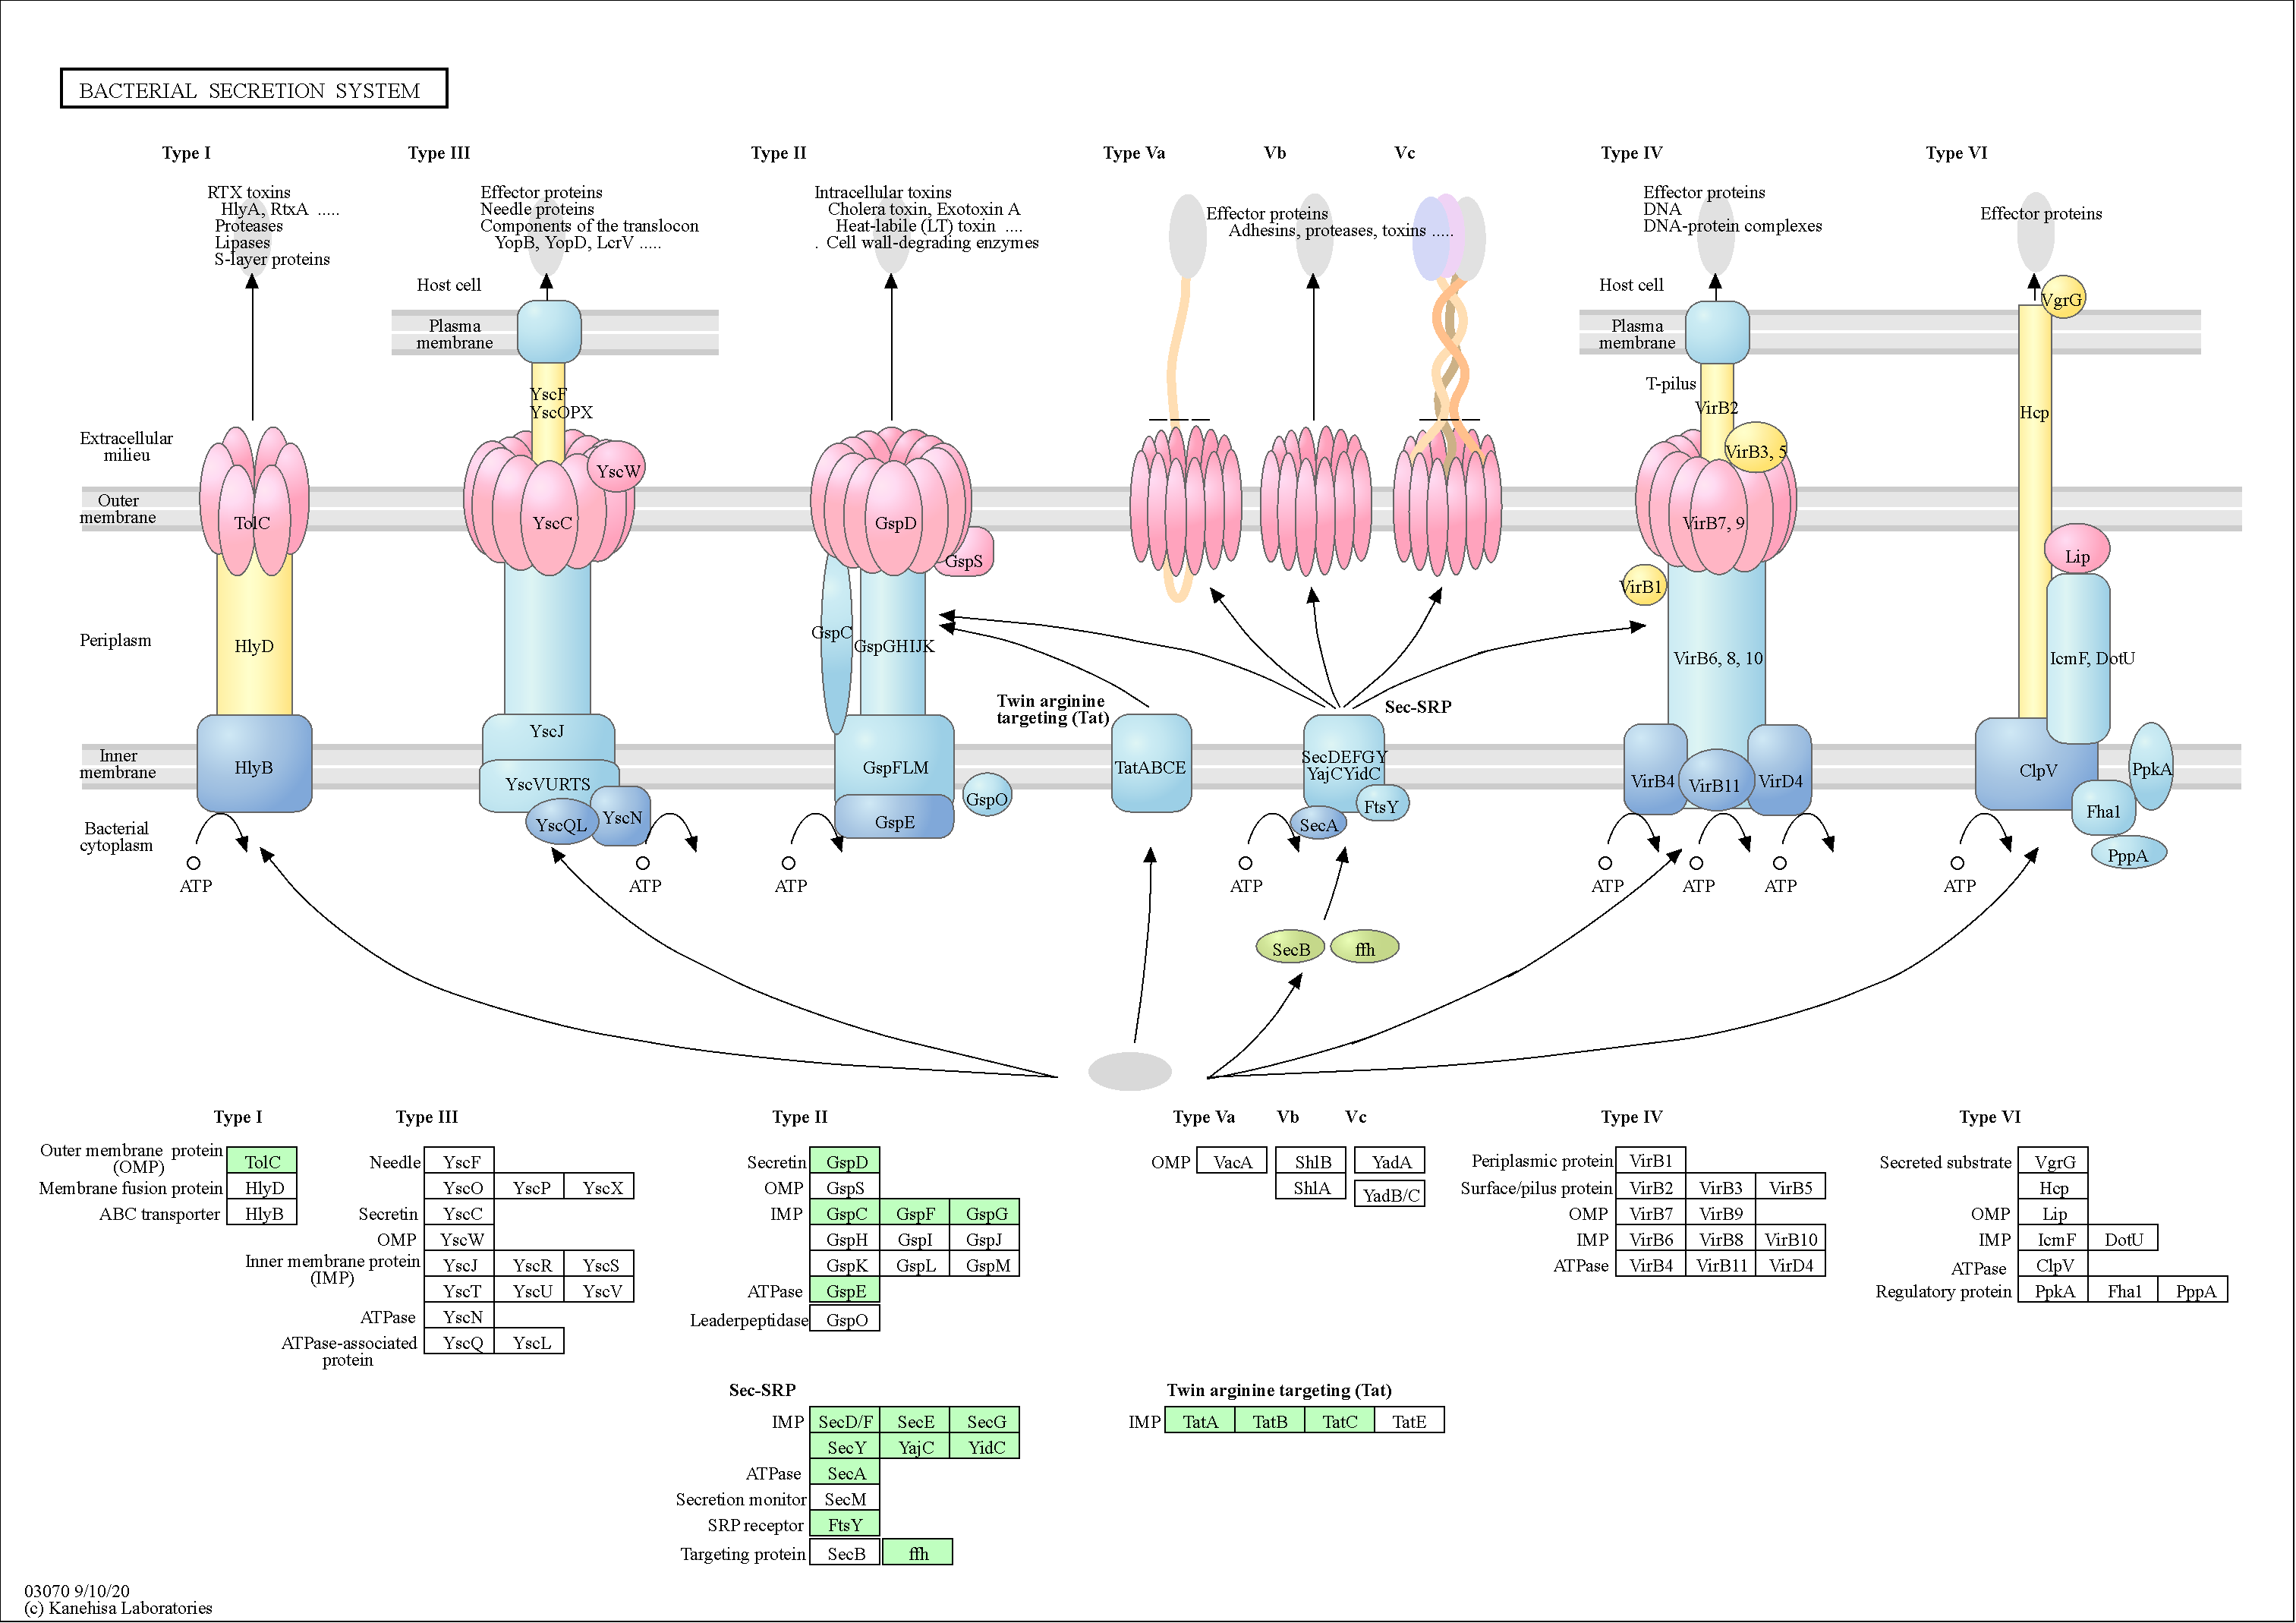 BACTERIAL SECRETION SYSTEM
Type I
Type III
Type II
Type Va
Vb
Vc
Type IV
Type VI
RTX toxins
HlyA, RtxA .....
Proteases
Lipases
S-layer proteins
Effector proteins
Needle proteins
Components of the translocon
YopB, YopD, LcrV .....
Intracellular toxins
Cholera toxin, Exotoxin A
Heat-labile (LT) toxin ....
. Cell wall-degrading enzymes
Effector proteins
Adhesins, proteases, toxins .....
Effector proteins
DNA
DNA-protein complexes
Effector proteins
Host cell
Plasma
membrane
Host cell
Plasma
membrane
VgrG
YscF
YscOPX
T-pilus
VirB2
Hcp
Extracellular
milieu
YscW
VirB3, 5
Outer
membrane
TolC
YscC
GspD
GspS
VirB7, 9
Lip
VirB1
Periplasm
HlyD
GspC
GspGHIJK
VirB6, 8, 10
IcmF, DotU
Twin arginine
targeting (Tat)
Sec-SRP
Inner
membrane
HlyB
YscJ
YscVURTS
YscQL
YscN
GspFLM
GspE
GspO
TatABCE
SecDEFGY
YajCYidC
SecA
FtsY
VirB4
VirB11
VirD4
ClpV
PpkA
Fha1
PppA
Bacterial
cytoplasm
ATP
ATP
ATP
ATP
ATP
ATP
ATP
ATP
SecB
ffh
Type I
Type III
Type II
Type Va
Vb
Vc
Type IV
Type VI
Outer membrane protein
(OMP)
TolC
Membrane fusion protein
HlyD
ABC transporter
HlyB
Needle
YscF
YscO YscP YscX
Secretin
YscC
OMP
YscW
Inner membrane protein
(IMP)
YscJ YscR YscS
YscT YscU YscV
ATPase
YscN
ATPase-associated
protein
YscQ YscL
Secretin
GspD
OMP
GspS
IMP
GspC GspF GspG
GspH GspI GspJ
GspK GspL GspM
ATPase
GspE
Leaderpeptidase
GspO
OMP
VacA
ShlB
YadA
ShlA
YadB/C
Periplasmic protein
VirB1
Surface/pilus protein
VirB2 VirB3 VirB5
OMP
VirB7 VirB9
IMP
VirB6 VirB8 VirB10
ATPase
VirB4 VirB11 VirD4
Secreted substrate
VgrG
Hcp
OMP
Lip
IMP
IcmF DotU
ATPase
ClpV
Regulatory protein
PpkA Fha1 PppA
Sec-SRP
IMP
SecD/F SecE SecG
SecY YajC YidC
ATPase
SecA
Secretion monitor
SecM
SRP receptor
FtsY
Targeting protein
SecB ffh
Twin arginine targeting (Tat)
IMP
TatA TatB TatC TatE
03070 9/10/20
(c) Kanehisa Laboratories